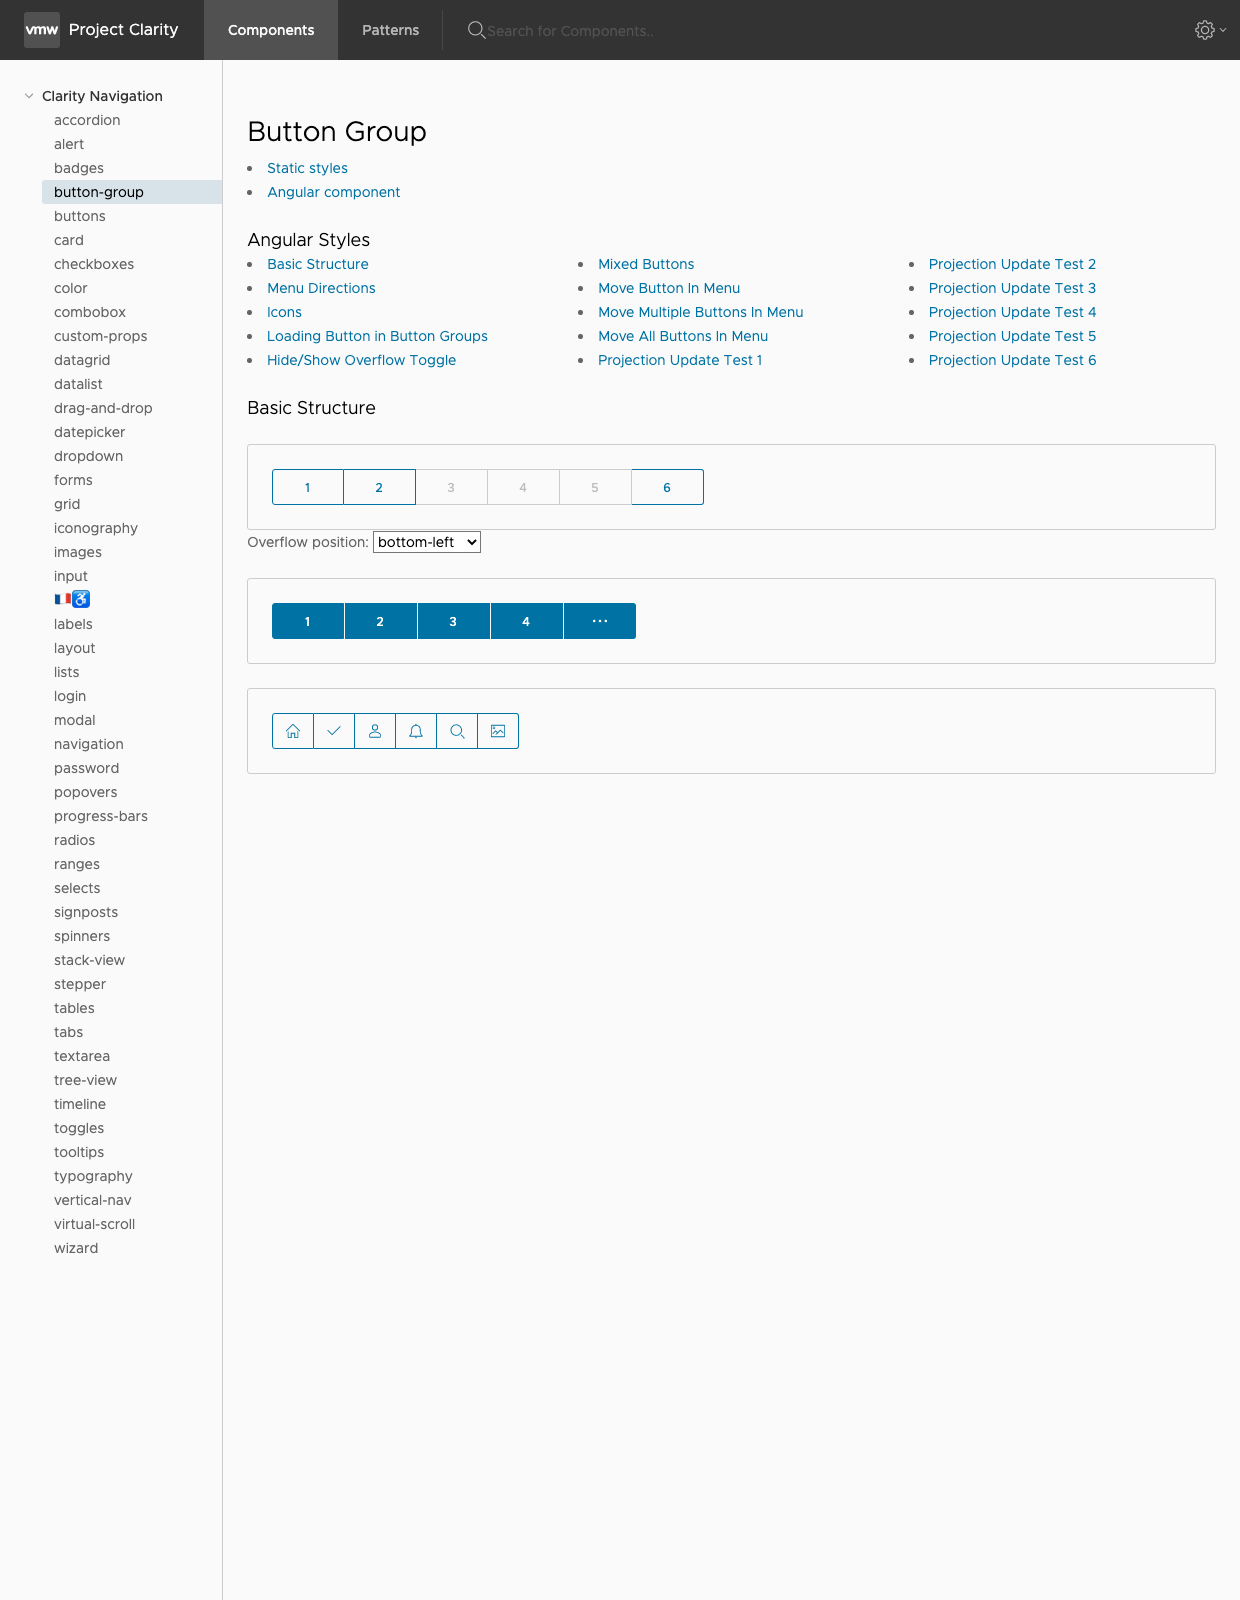 vmw Project Clarity Components Patterns Search for Components..
Clarity Navigation
accordion
alert
badges
button-group
buttons
card
checkboxes
color
combobox
custom-props
datagrid
datalist
drag-and-drop
datepicker
dropdown
forms
grid
iconography
images
input
🇫🇷♿
labels
layout
lists
login
modal
navigation
password
popovers
progress-bars
radios
ranges
selects
signposts
spinners
stack-view
stepper
tables
tabs
textarea
tree-view
timeline
toggles
tooltips
typography
vertical-nav
virtual-scroll
wizard
Button Group
Static styles
Angular component
Angular Styles
Basic Structure
Menu Directions
Icons
Loading Button in Button Groups
Hide/Show Overflow Toggle
Mixed Buttons
Move Button In Menu
Move Multiple Buttons In Menu
Move All Buttons In Menu
Projection Update Test 1
Projection Update Test 2
Projection Update Test 3
Projection Update Test 4
Projection Update Test 5
Projection Update Test 6
Basic Structure
1 2 3 4 5 6
Overflow position: bottom-left
1 2 3 4 ...